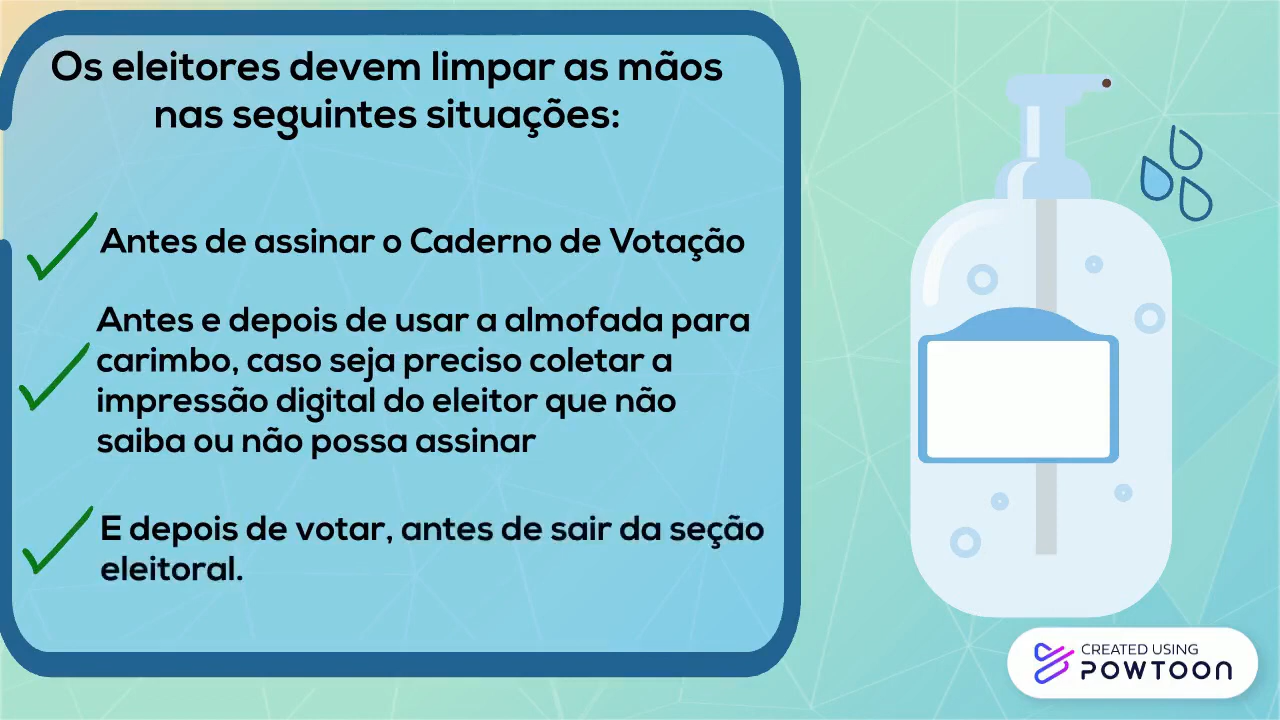 Os eleitores devem limpar as mãos
nas seguintes situações:
Antes de assinar o Caderno de Votação
Antes e depois de usar a almofada para
carimbo, caso seja preciso coletar a
impressão digital do eleitor que não
saiba ou não possa assinar
E depois de votar, antes de sair da seção
eleitoral.
CREATED USING
POWTOON